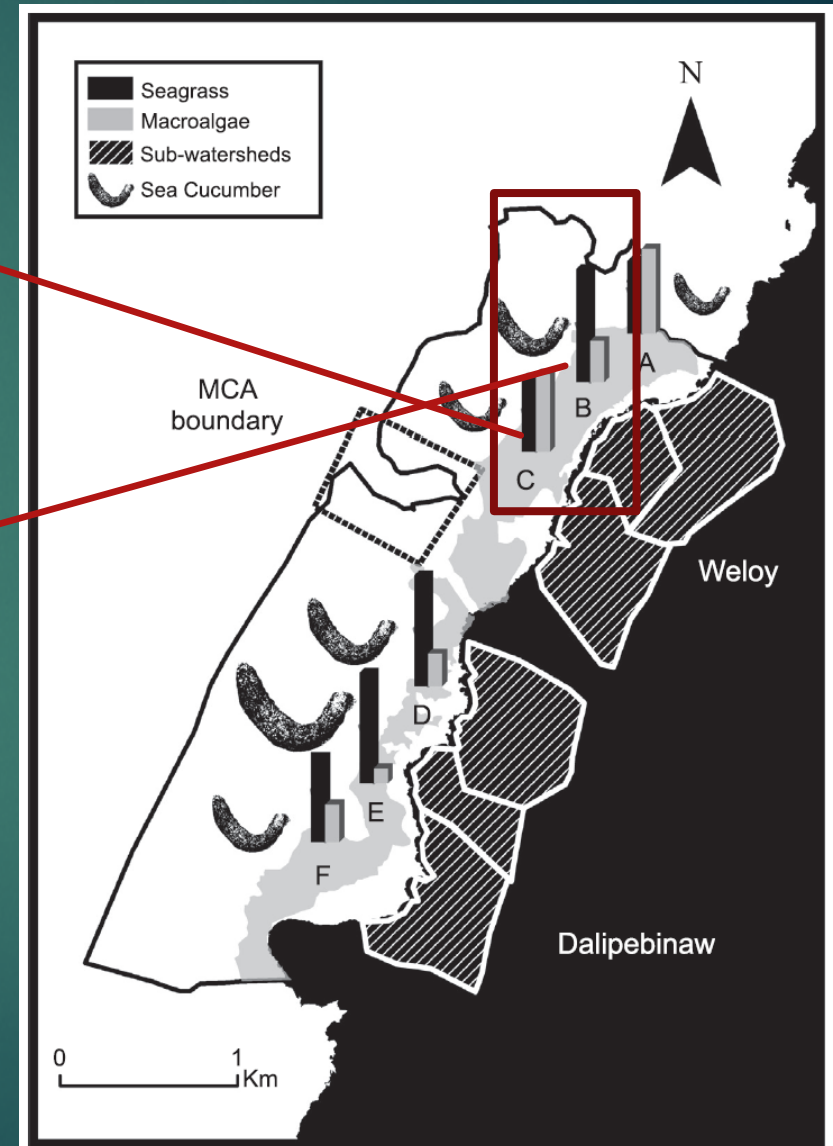 Seagrass
Macroalgae
Sub-watersheds
Sea Cucumber
N
MCA
boundary
A
B
C
Weloy
D
E
F
Dalipebinaw
0 1
Km